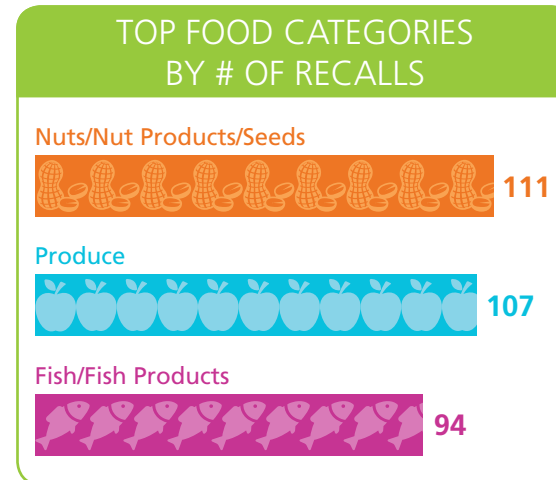 TOP FOOD CATEGORIES
BY # OF RECALLS
Nuts/Nut Products/Seeds
111
Produce
107
Fish/Fish Products
94